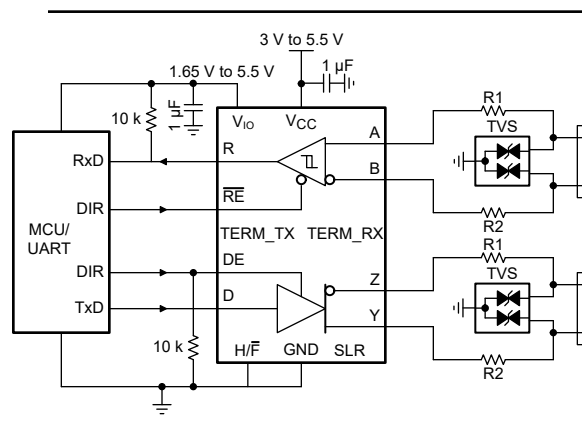 3 V to 5.5 V
1 µF
1.65 V to 5.5 V
10 k
1 µF
VIO
VCC
R1
TVS
A
R
RxD
B
DIR
RE
R2
MCU/
UART
TERM_TX
TERM_RX
R1
DE
DIR
Z
TVS
D
TxD
Y
10 k
H/F
GND
SLR
R2